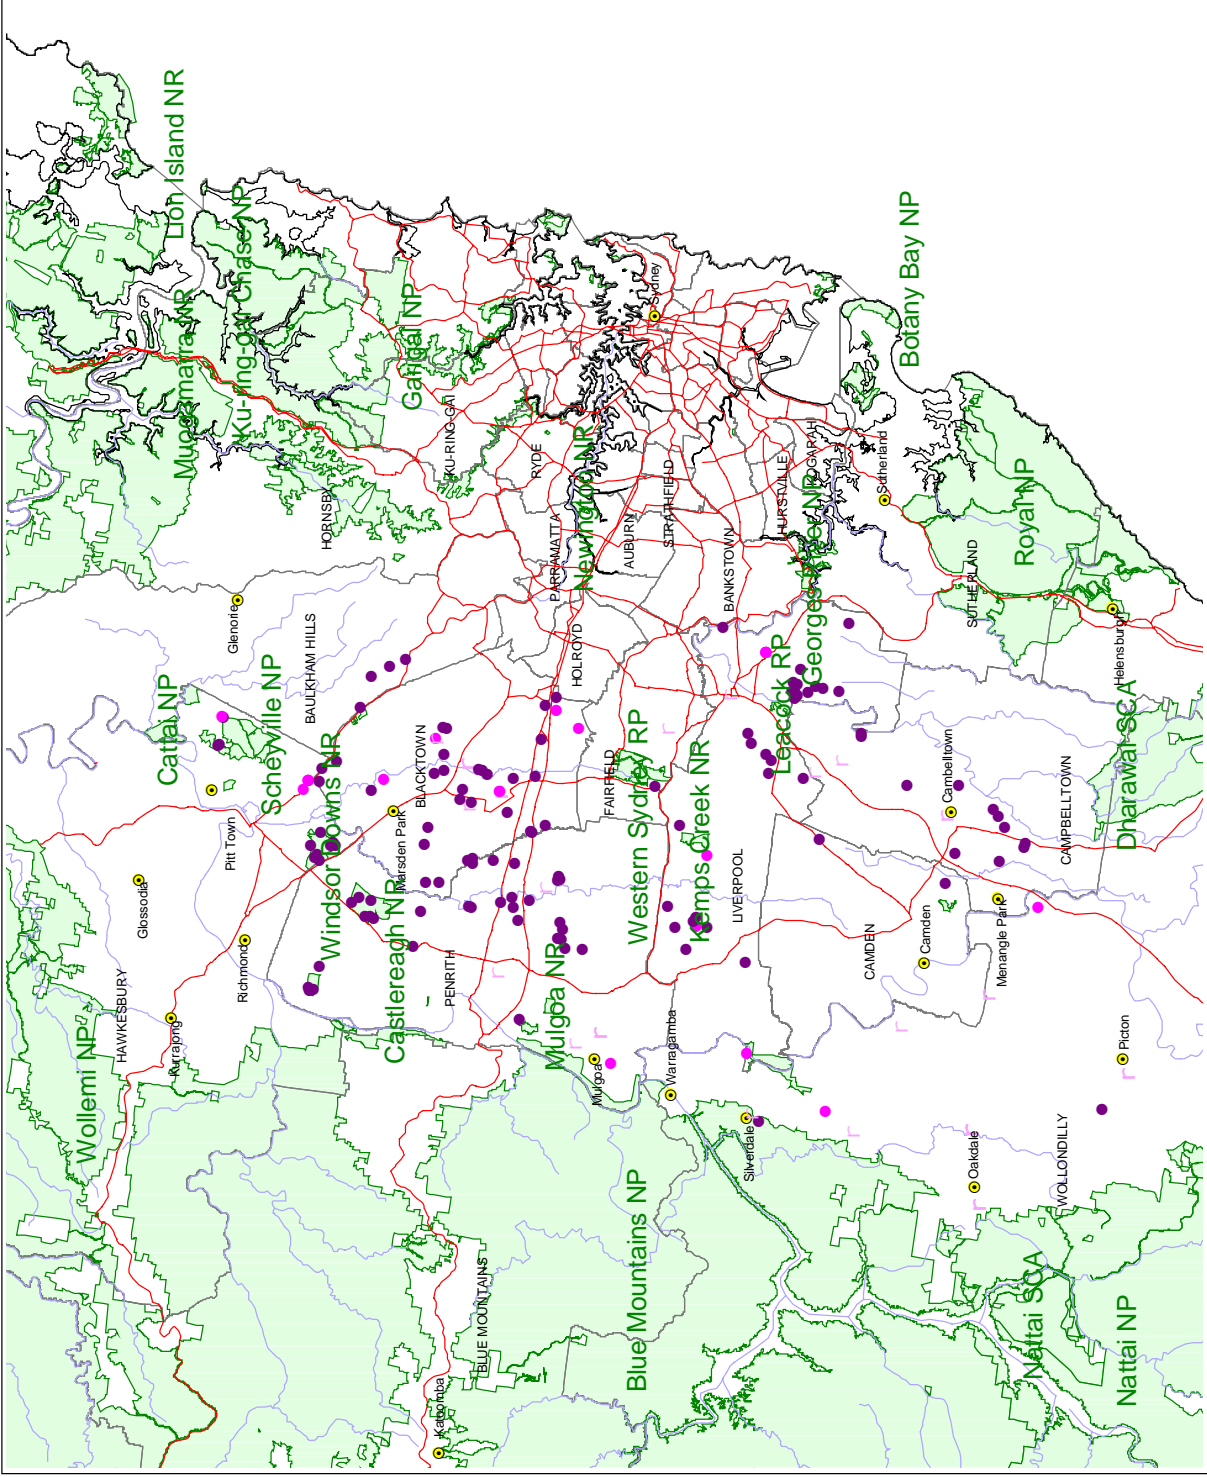 Wollemi NP
HAWKESBURY
Glossodia
Cattai NP
Kurrajong
Lion Island NR
Muogamarra NR
Pitt Town
Glenorie
Ku-ring-gai Chase NP
Richmond
Scheyville NP
BAULKHAM HILLS
HORNSBY
Windsor Downs NR
Castlereagh NR
Marsden Park
Garigal NP
BLACKTOWN
Katoomba
PENRITH
KU-RING-GAI
BLUE MOUNTAINS
RYDE
Mulgoa NR
PARRAMATTA
HOLROYD
Newington NR
Mulgoa
FAIRFIELD
AUBURN
Blue Mountains NP
Western Sydney RP
Sydney
STRATHFIELD
Warragamba
Kemps Creek NR
BANKSTOWN
LIVERPOOL
Silverdale
Leacock RP
HURSTVILLE
Georges River NR
KOGARAH
CAMDEN
Sutherland
Botany Bay NP
Camden
Cambelltown
Oakdale
SUTHERLAND
Menangle Park
Royal NP
Nattai SCA
WOLLONDILLY
CAMPBELLTOWN
Helensburgh
Picton
Nattai NP
Dharawal SCA